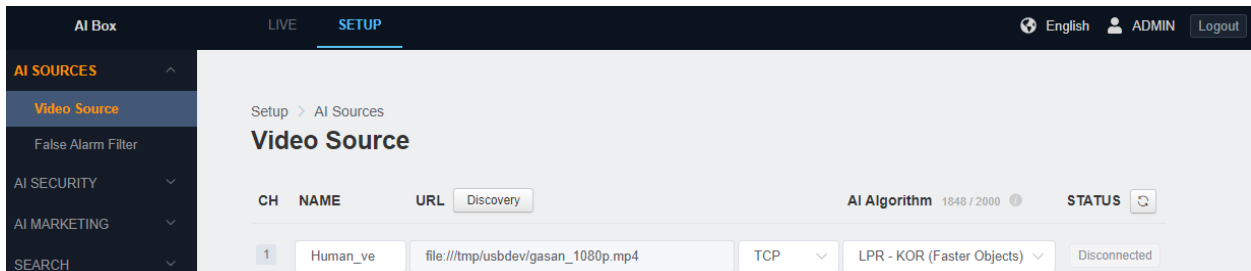 AI Box LIVE SETUP English ADMIN Logout
AI SOURCES
Video Source
False Alarm Filter
AI SECURITY
AI MARKETING
SEARCH
Setup > AI Sources
Video Source
CH NAME URL Discovery AI Algorithm 1848 / 2000 STATUS
1 Human_ve file:///tmp/usbdev/gasan_1080p.mp4 TCP LPR - KOR (Faster Objects) Disconnected